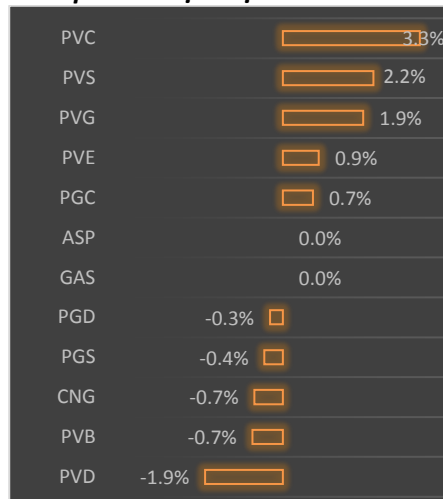 PVC 3.3%
PVS 2.2%
PVG 1.9%
PVE 0.9%
PGC 0.7%
ASP 0.0%
GAS 0.0%
PGD -0.3%
PGS -0.4%
CNG -0.7%
PVB -0.7%
PVD -1.9%